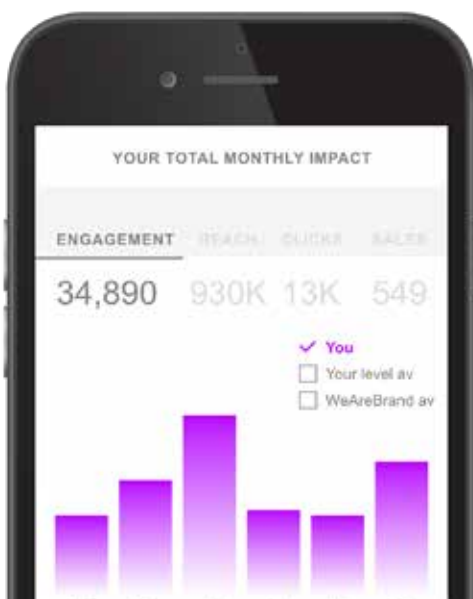 YOUR TOTAL MONTHLY IMPACT
ENGAGEMENT REACH CLICKS SALES
34,890 930K 13K 549
✓ You
Your level av
WeAreBrand av